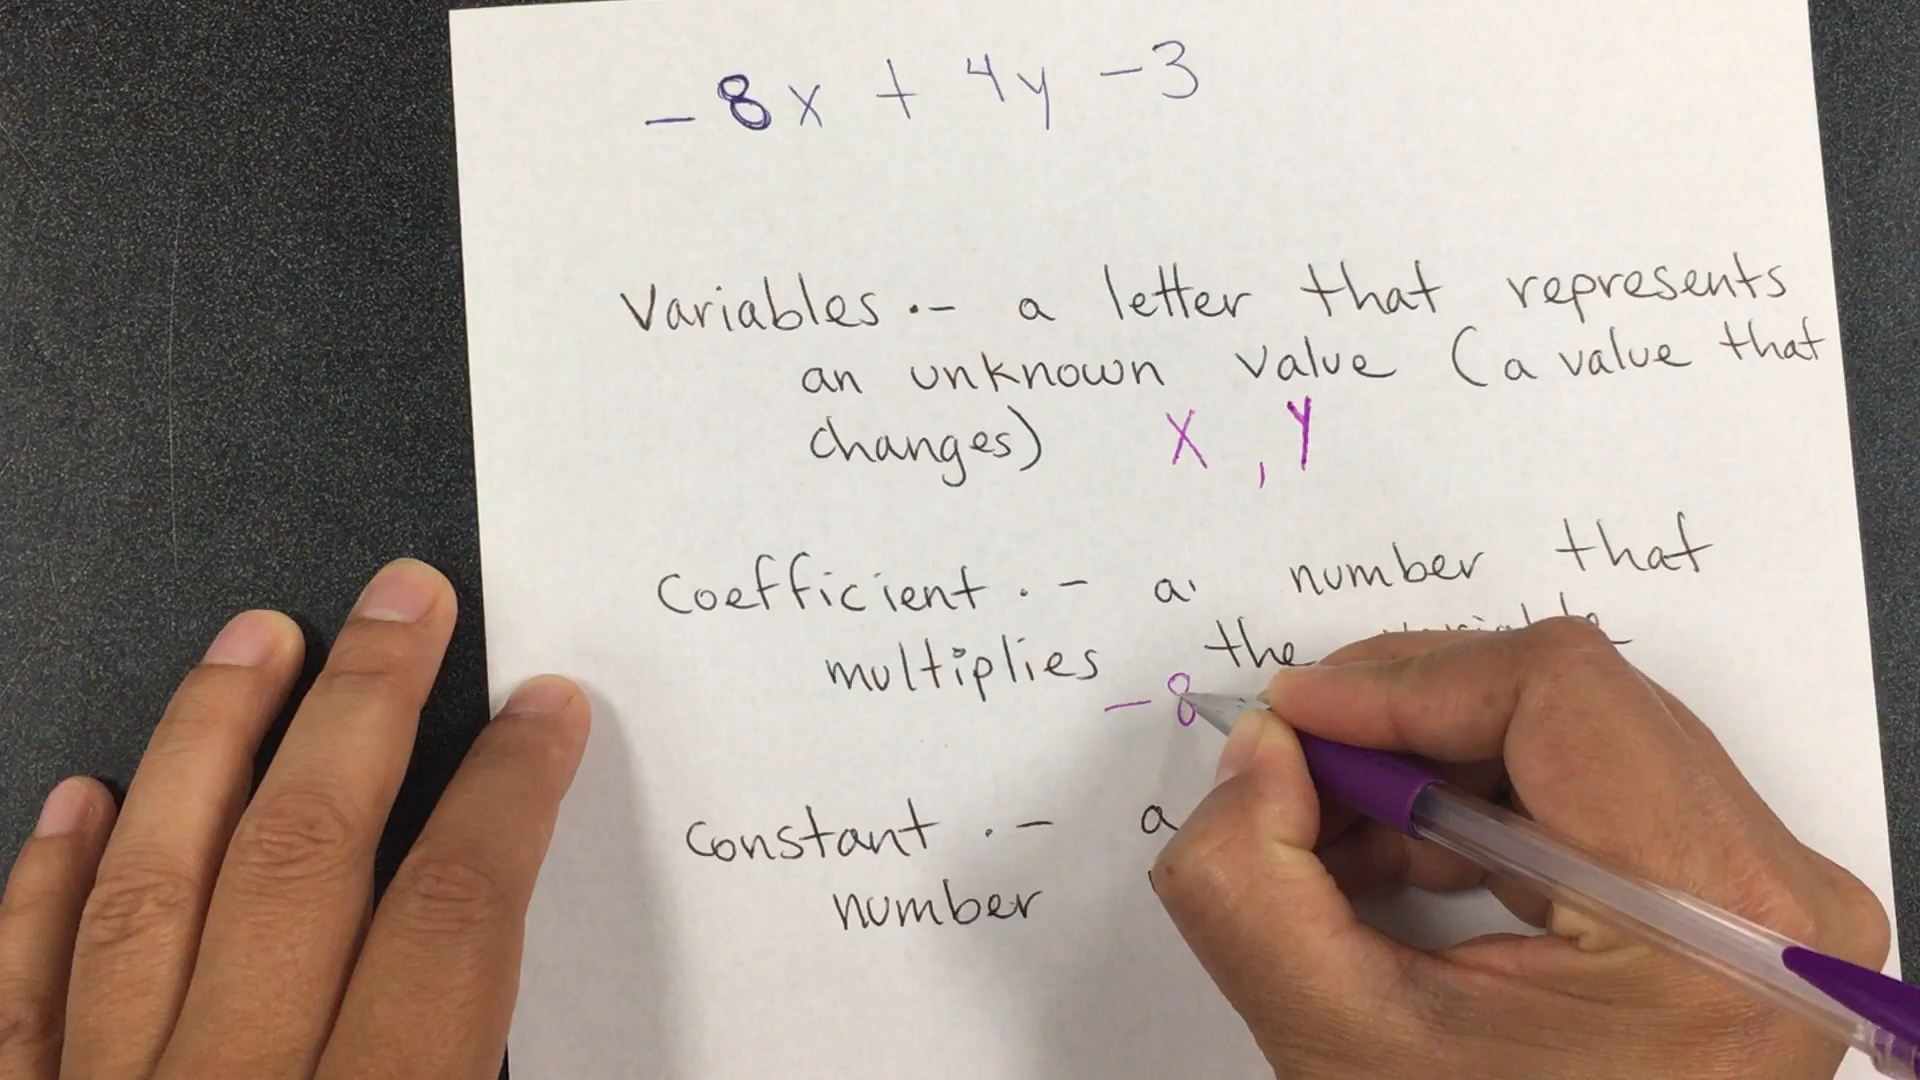 - 8x + 4y - 3
Variables .- a letter that represents
an unknown value (a value that
changes) X , Y
Coefficient . - a number that
multiplies the
- 8
Constant . - a
number